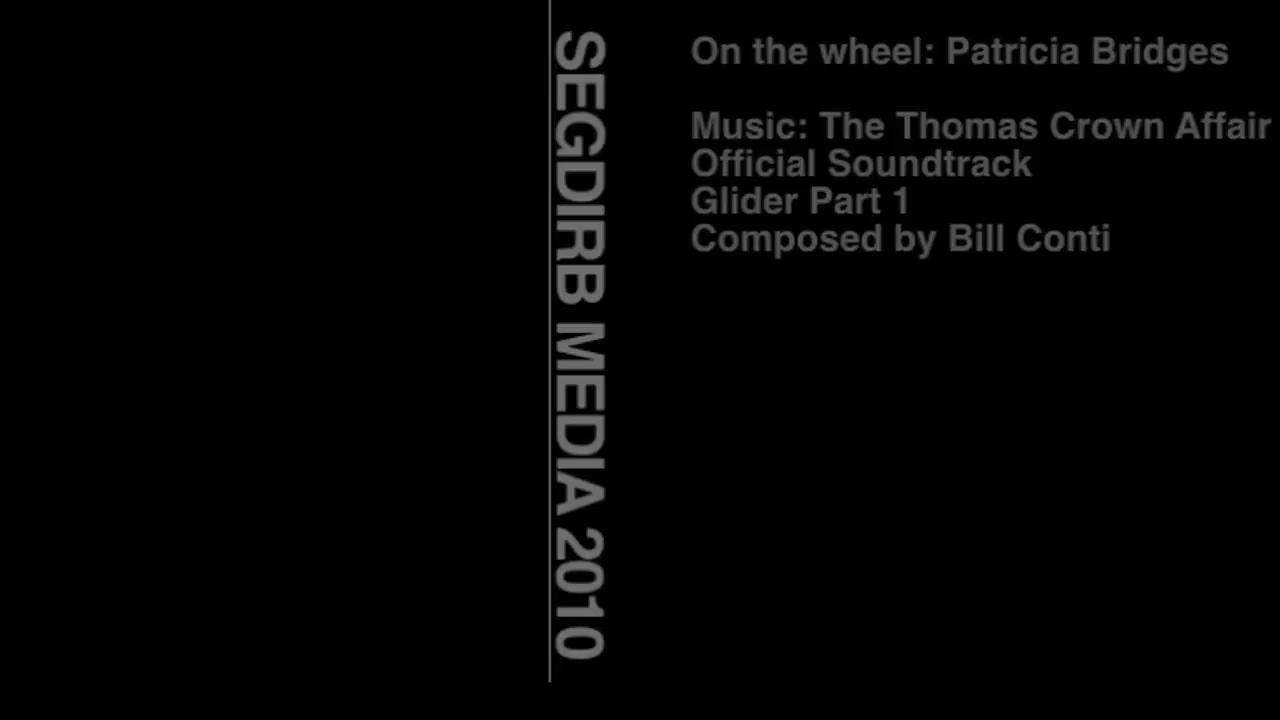 SEGDIRB MEDIA 2010
On the wheel: Patricia Bridges
Music: The Thomas Crown Affair
Official Soundtrack
Glider Part 1
Composed by Bill Conti